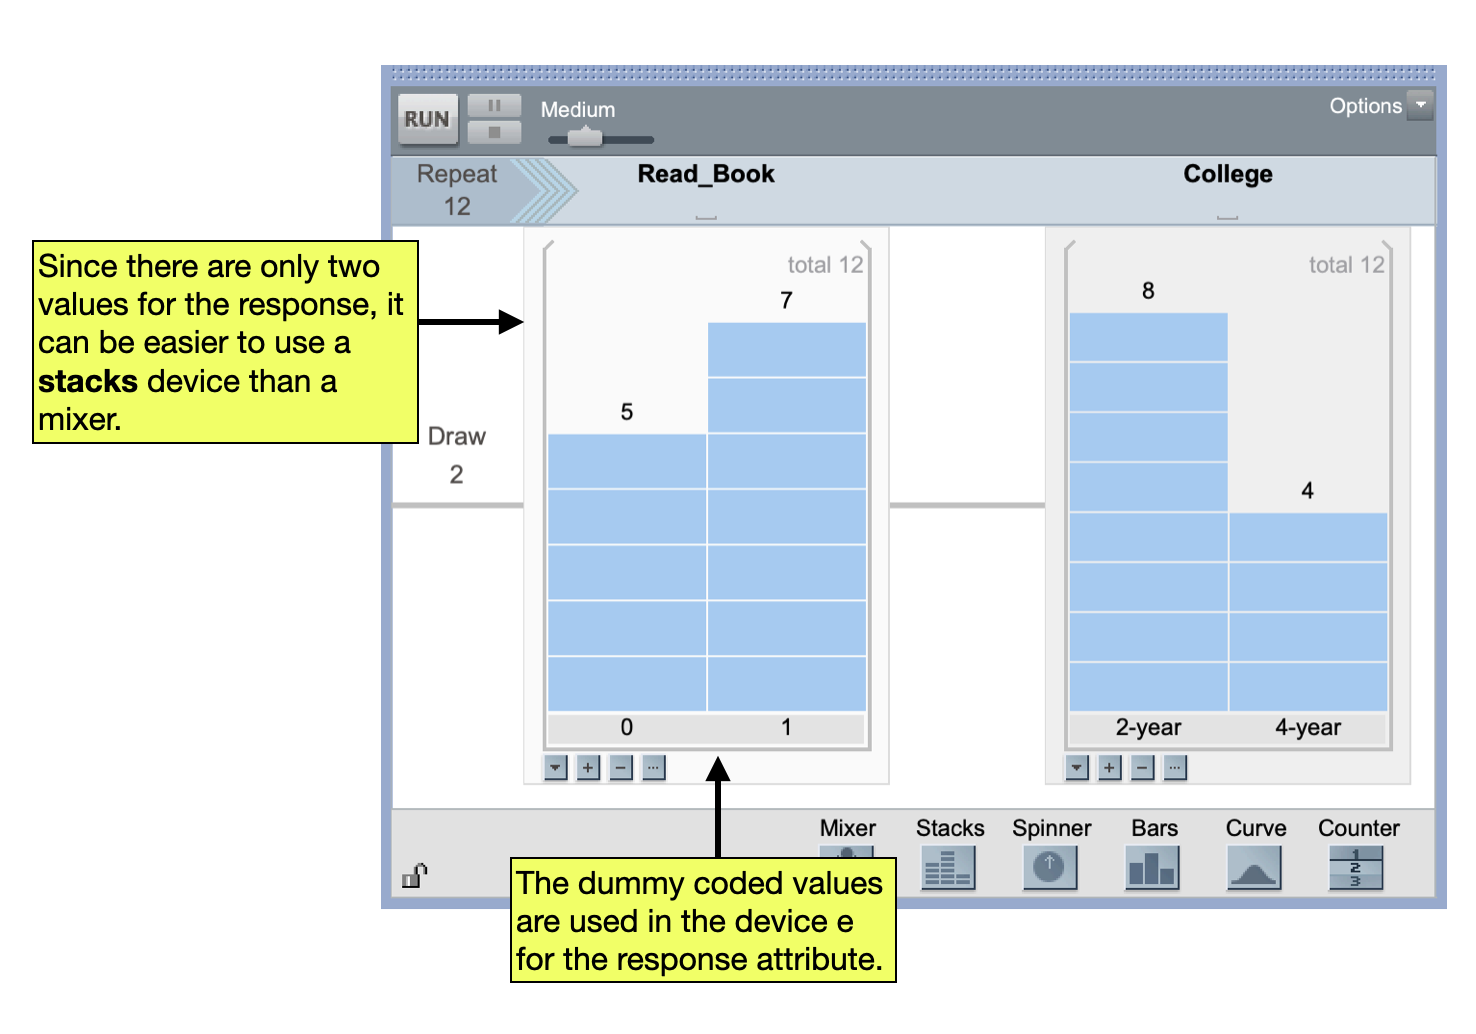 RUN
Medium
Options
Repeat
12
Read_Book
College
Since there are only two
values for the response, it
can be easier to use a
stacks device than a
mixer.
Draw
2
total 12
7
5
0
1
total 12
8
4
2-year
4-year
Mixer
Stacks
Spinner
Bars
Curve
Counter
1
2
3
The dummy coded values
are used in the device e
for the response attribute.